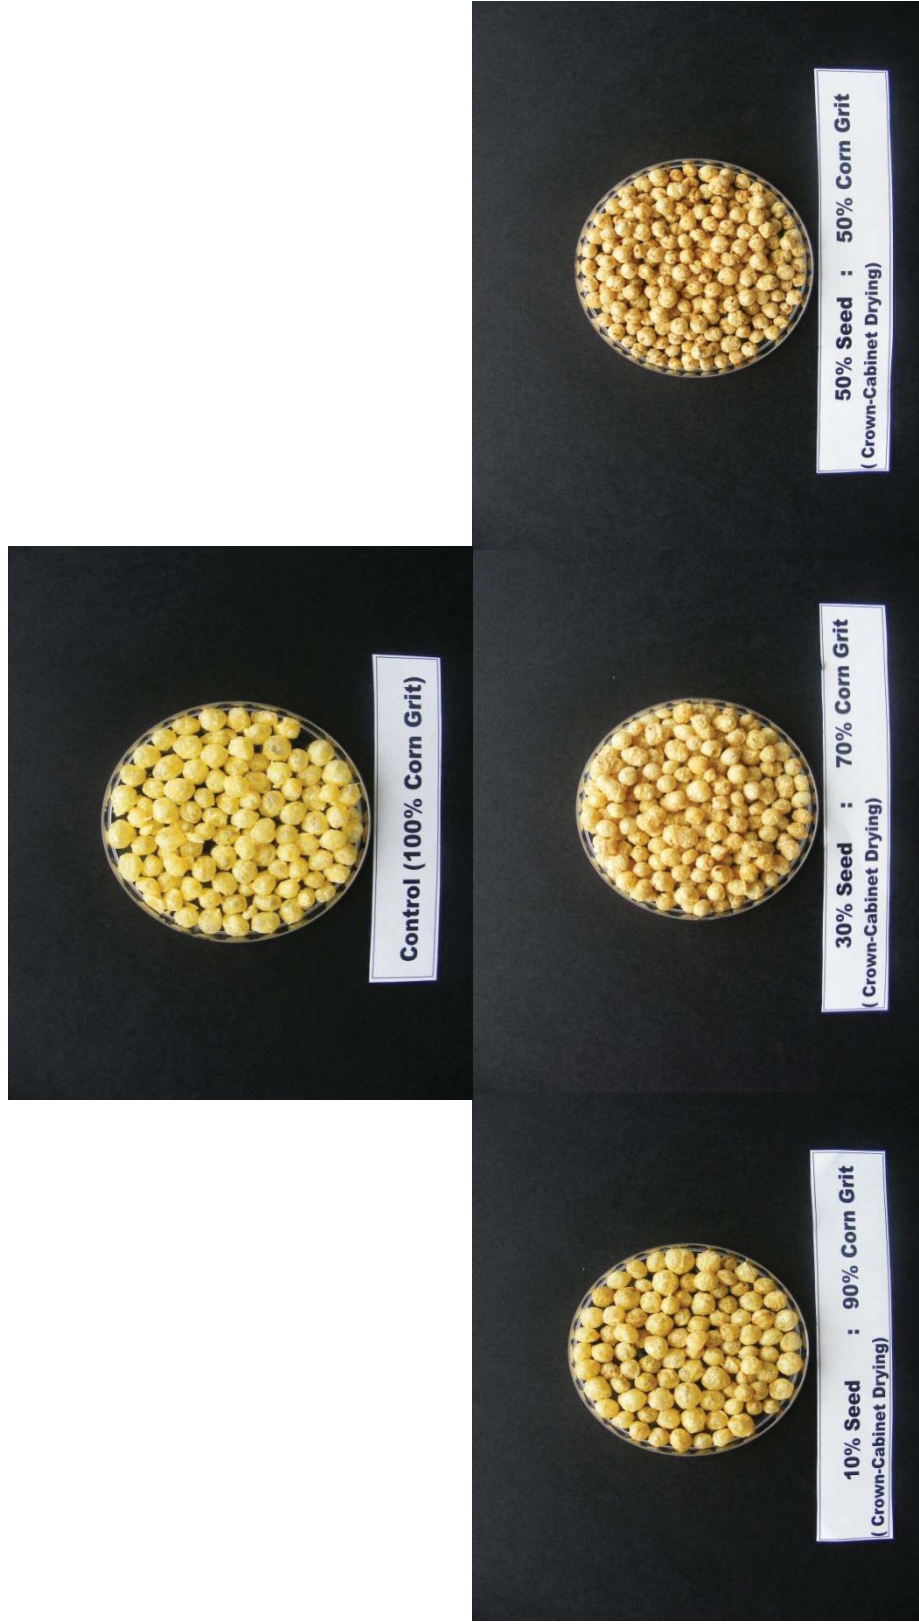 Control (100% Corn Grit)
10% Seed : 90% Corn Grit
( Crown-Cabinet Drying)
30% Seed : 70% Corn Grit
( Crown-Cabinet Drying)
50% Seed : 50% Corn Grit
( Crown-Cabinet Drying)